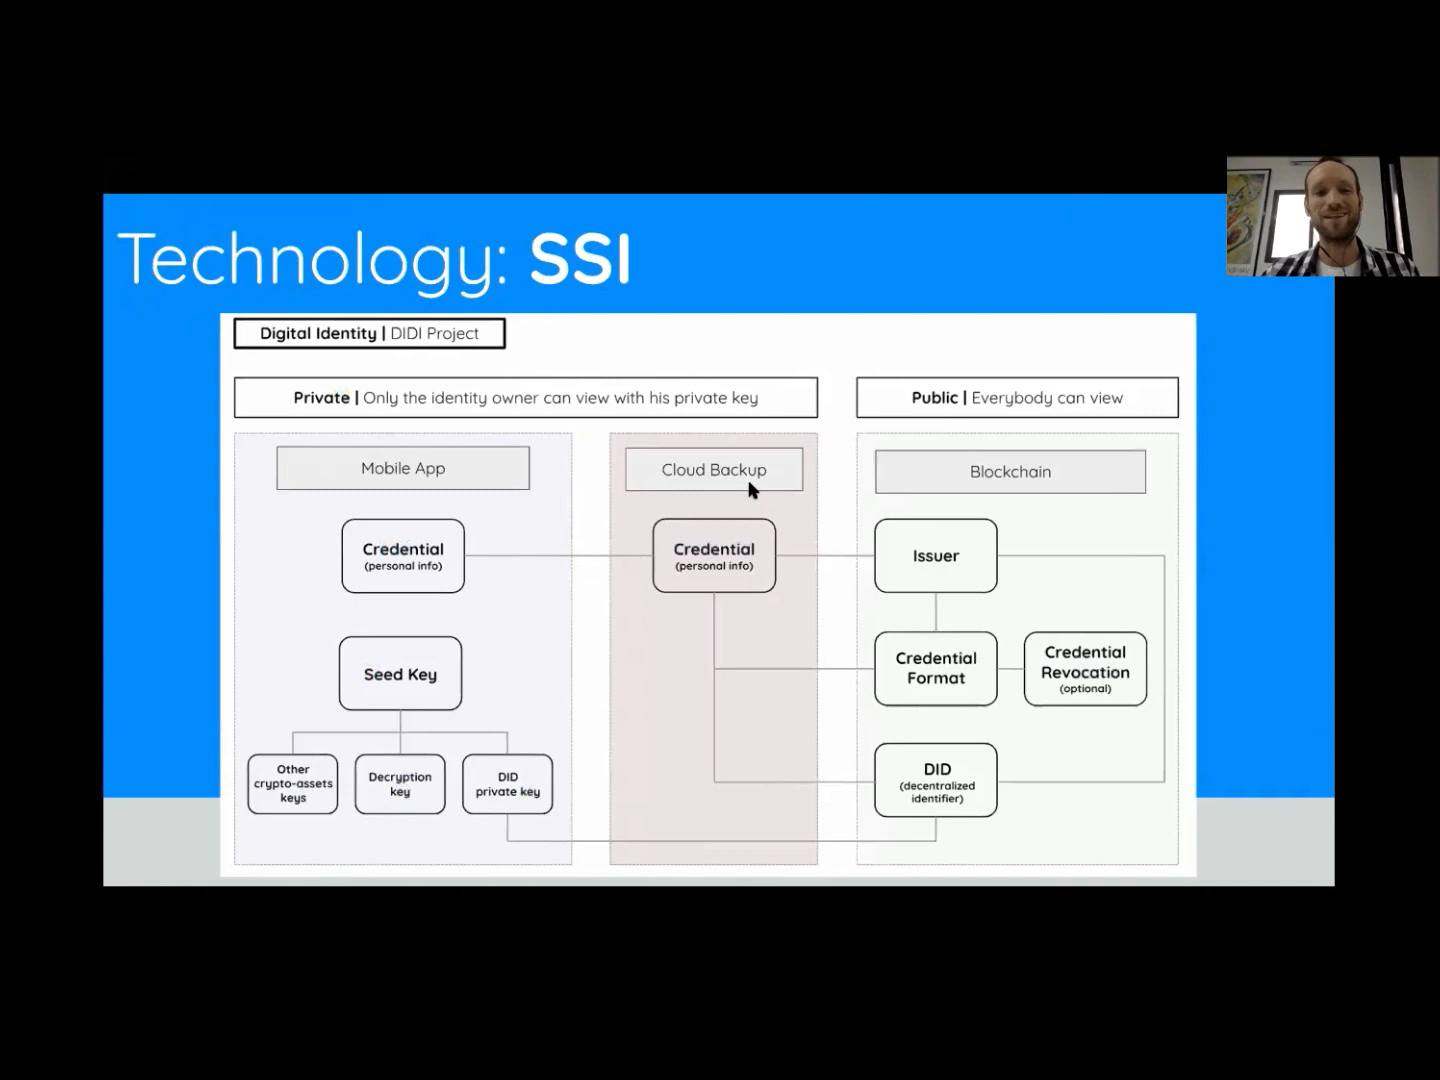 Technology: SSI
Digital Identity | DIDI Project
Private | Only the identity owner can view with his private key
Public | Everybody can view
Mobile App
Cloud Backup
Blockchain
Credential
(personal info)
Credential
(personal info)
Issuer
Seed Key
Credential
Format
Credential
Revocation
(optional)
Other
crypto-assets
keys
Decryption
key
DID
private key
DID
(decentralized
identifier)